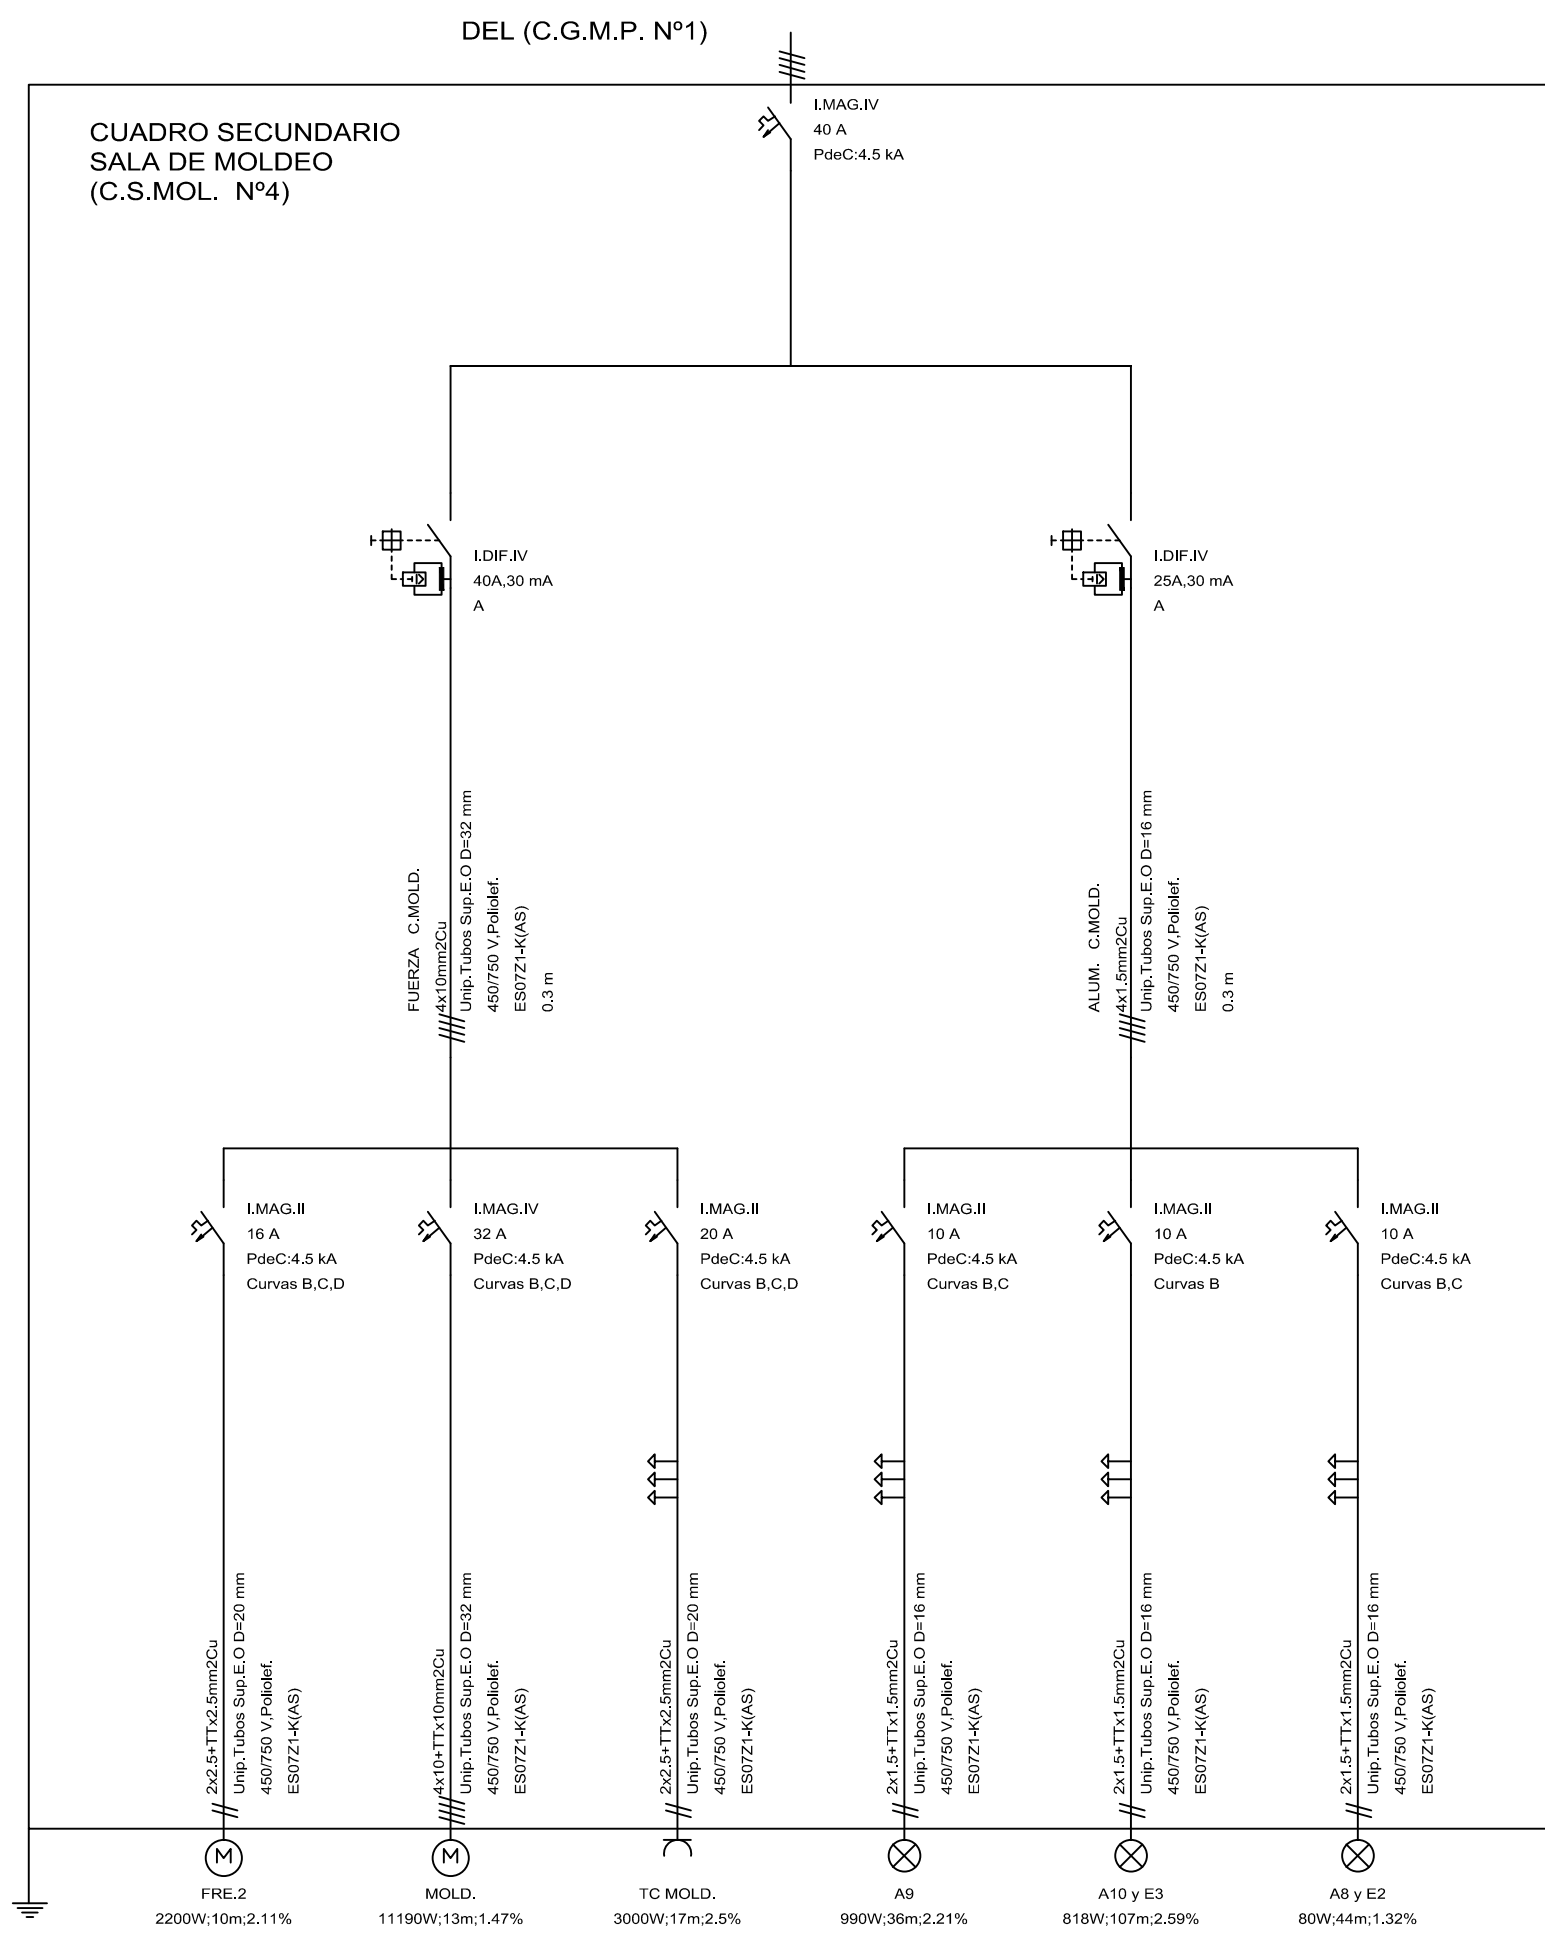 DEL (C.G.M.P. Nº1)
CUADRO SECUNDARIO
SALA DE MOLDEO
(C.S.MOL. Nº4)
I.MAG.IV
40 A
PdeC:4.5 kA
I.DIF.IV
40A,30 mA
A
I.DIF.IV
25A,30 mA
A
FUERZA C.MOLD.
4x10mm2Cu
Unip.Tubos Sup.E.O D=32 mm
450/750 V,Poliolef.
ES07Z1-K(AS)
0.3 m
ALUM. C.MOLD.
4x1.5mm2Cu
Unip.Tubos Sup.E.O D=16 mm
450/750 V,Poliolef.
ES07Z1-K(AS)
0.3 m
I.MAG.II
16 A
PdeC:4.5 kA
Curvas B,C,D
I.MAG.IV
32 A
PdeC:4.5 kA
Curvas B,C,D
I.MAG.II
20 A
PdeC:4.5 kA
Curvas B,C,D
I.MAG.II
10 A
PdeC:4.5 kA
Curvas B,C
I.MAG.II
10 A
PdeC:4.5 kA
Curvas B
I.MAG.II
10 A
PdeC:4.5 kA
Curvas B,C
2x2.5+TTx2.5mm2Cu
Unip.Tubos Sup.E.O D=20 mm
450/750 V,Poliolef.
ES07Z1-K(AS)
4x10+TTx10mm2Cu
Unip.Tubos Sup.E.O D=32 mm
450/750 V,Poliolef.
ES07Z1-K(AS)
2x2.5+TTx2.5mm2Cu
Unip.Tubos Sup.E.O D=20 mm
450/750 V,Poliolef.
ES07Z1-K(AS)
2x1.5+TTx1.5mm2Cu
Unip.Tubos Sup.E.O D=16 mm
450/750 V,Poliolef.
ES07Z1-K(AS)
2x1.5+TTx1.5mm2Cu
Unip.Tubos Sup.E.O D=16 mm
450/750 V,Poliolef.
ES07Z1-K(AS)
2x1.5+TTx1.5mm2Cu
Unip.Tubos Sup.E.O D=16 mm
450/750 V,Poliolef.
ES07Z1-K(AS)
M
FRE.2
2200W;10m;2.11%
M
MOLD.
11190W;13m;1.47%
TC MOLD.
3000W;17m;2.5%
A9
990W;36m;2.21%
A10 y E3
818W;107m;2.59%
A8 y E2
80W;44m;1.32%